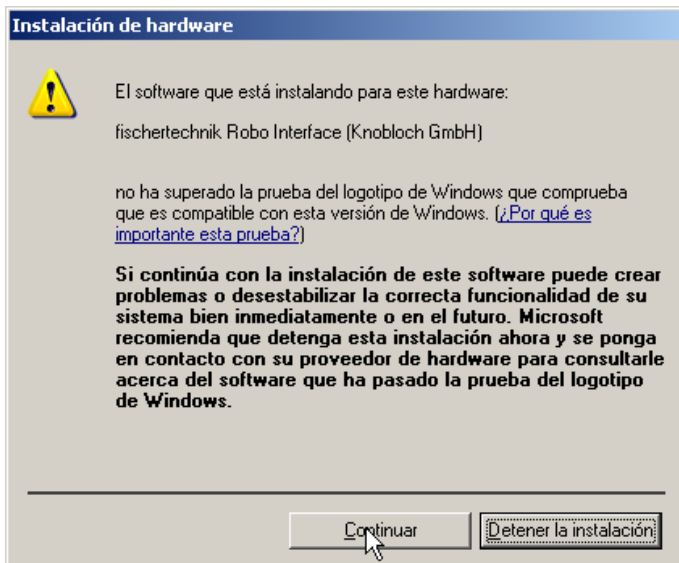 Instalación de hardware
El software que está instalando para este hardware:
fischertechnik Robo Interface (Knobloch GmbH)
no ha superado la prueba del logotipo de Windows que comprueba
que es compatible con esta versión de Windows. (¿Por qué es
importante esta prueba?)
Si continúa con la instalación de este software puede crear
problemas o desestabilizar la correcta funcionalidad de su
sistema bien inmediatamente o en el futuro. Microsoft
recomienda que detenga esta instalación ahora y se ponga
en contacto con su proveedor de hardware para consultarle
acerca del software que ha pasado la prueba del logotipo
de Windows.
Continuar Detener la instalación